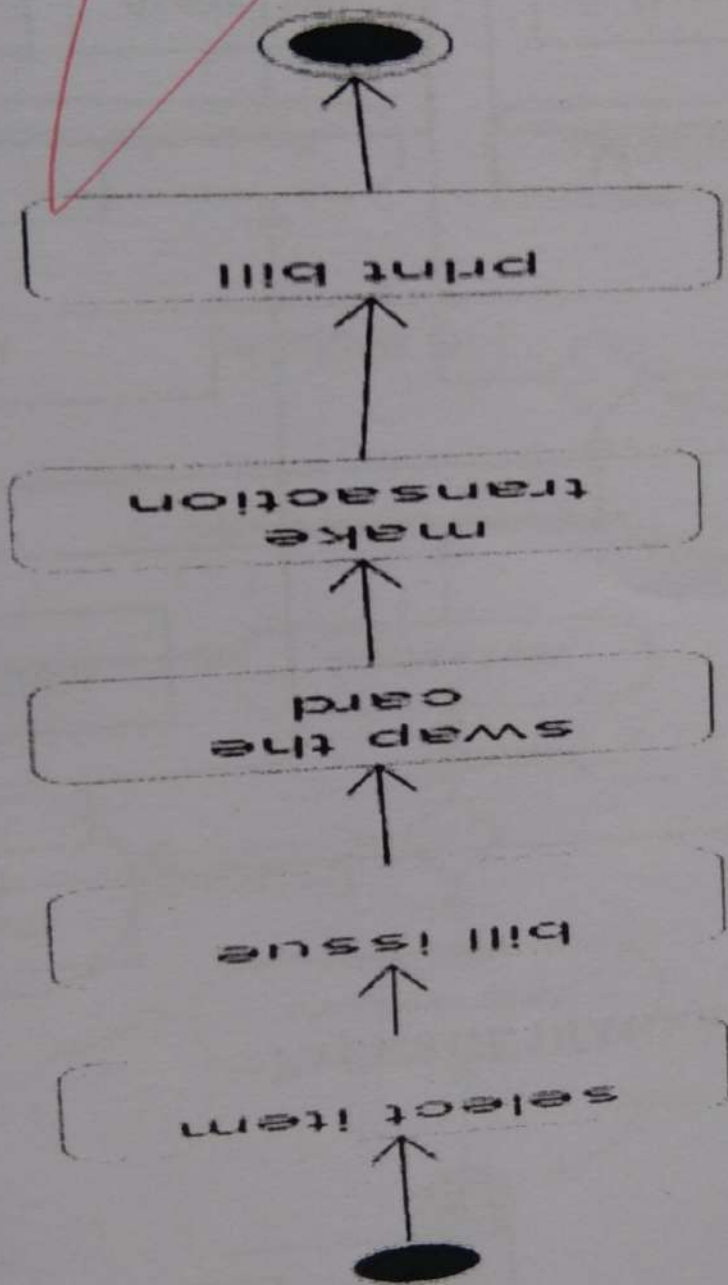 select item
bill issue
swap the
card
make
transaction
print bill